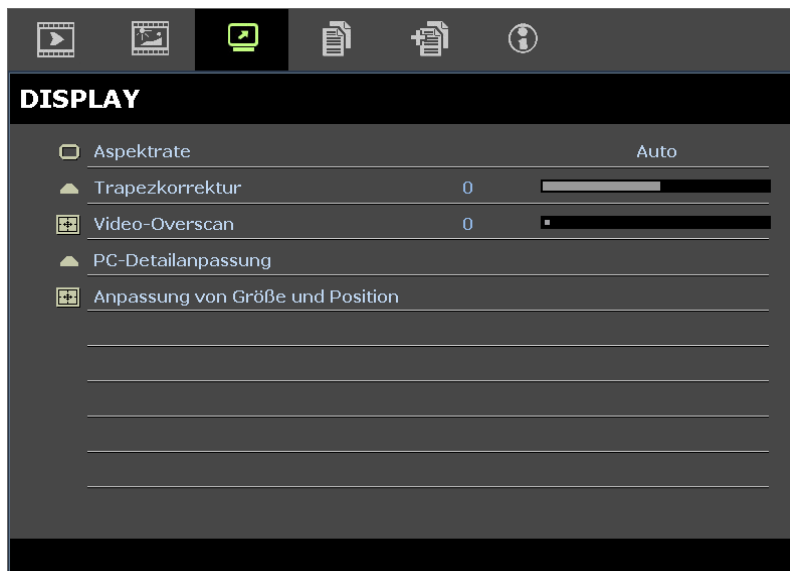 DISPLAY
Aspektrate Auto
Trapezkorrektur 0
Video-Overscan 0
PC-Detailanpassung
Anpassung von Größe und Position